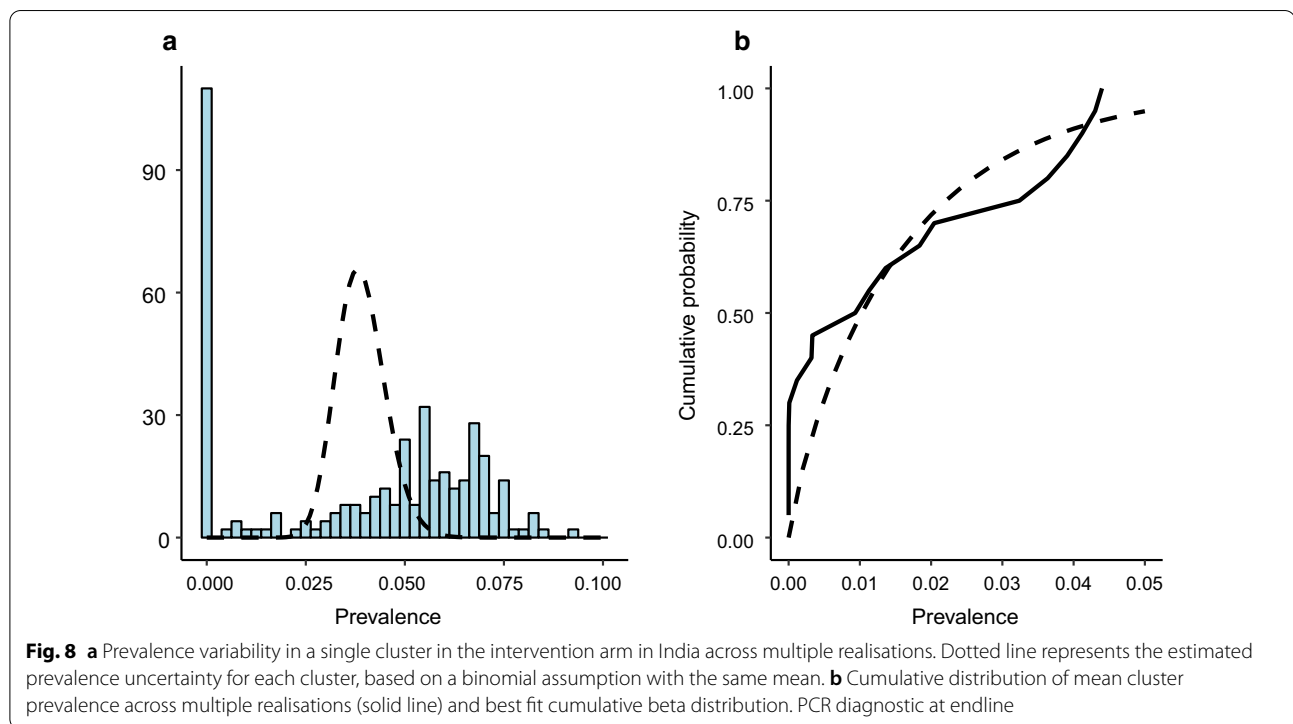 a
b
90
60
30
0
0.000 0.025 0.050 0.075 0.100
Prevalence
Cumulative probability
1.00
0.75
0.50
0.25
0.00
0.00 0.01 0.02 0.03 0.04 0.05
Prevalence
Fig. 8 a Prevalence variability in a single cluster in the intervention arm in India across multiple realisations. Dotted line represents the estimated
prevalence uncertainty for each cluster, based on a binomial assumption with the same mean. b Cumulative distribution of mean cluster
prevalence across multiple realisations (solid line) and best fit cumulative beta distribution. PCR diagnostic at endline